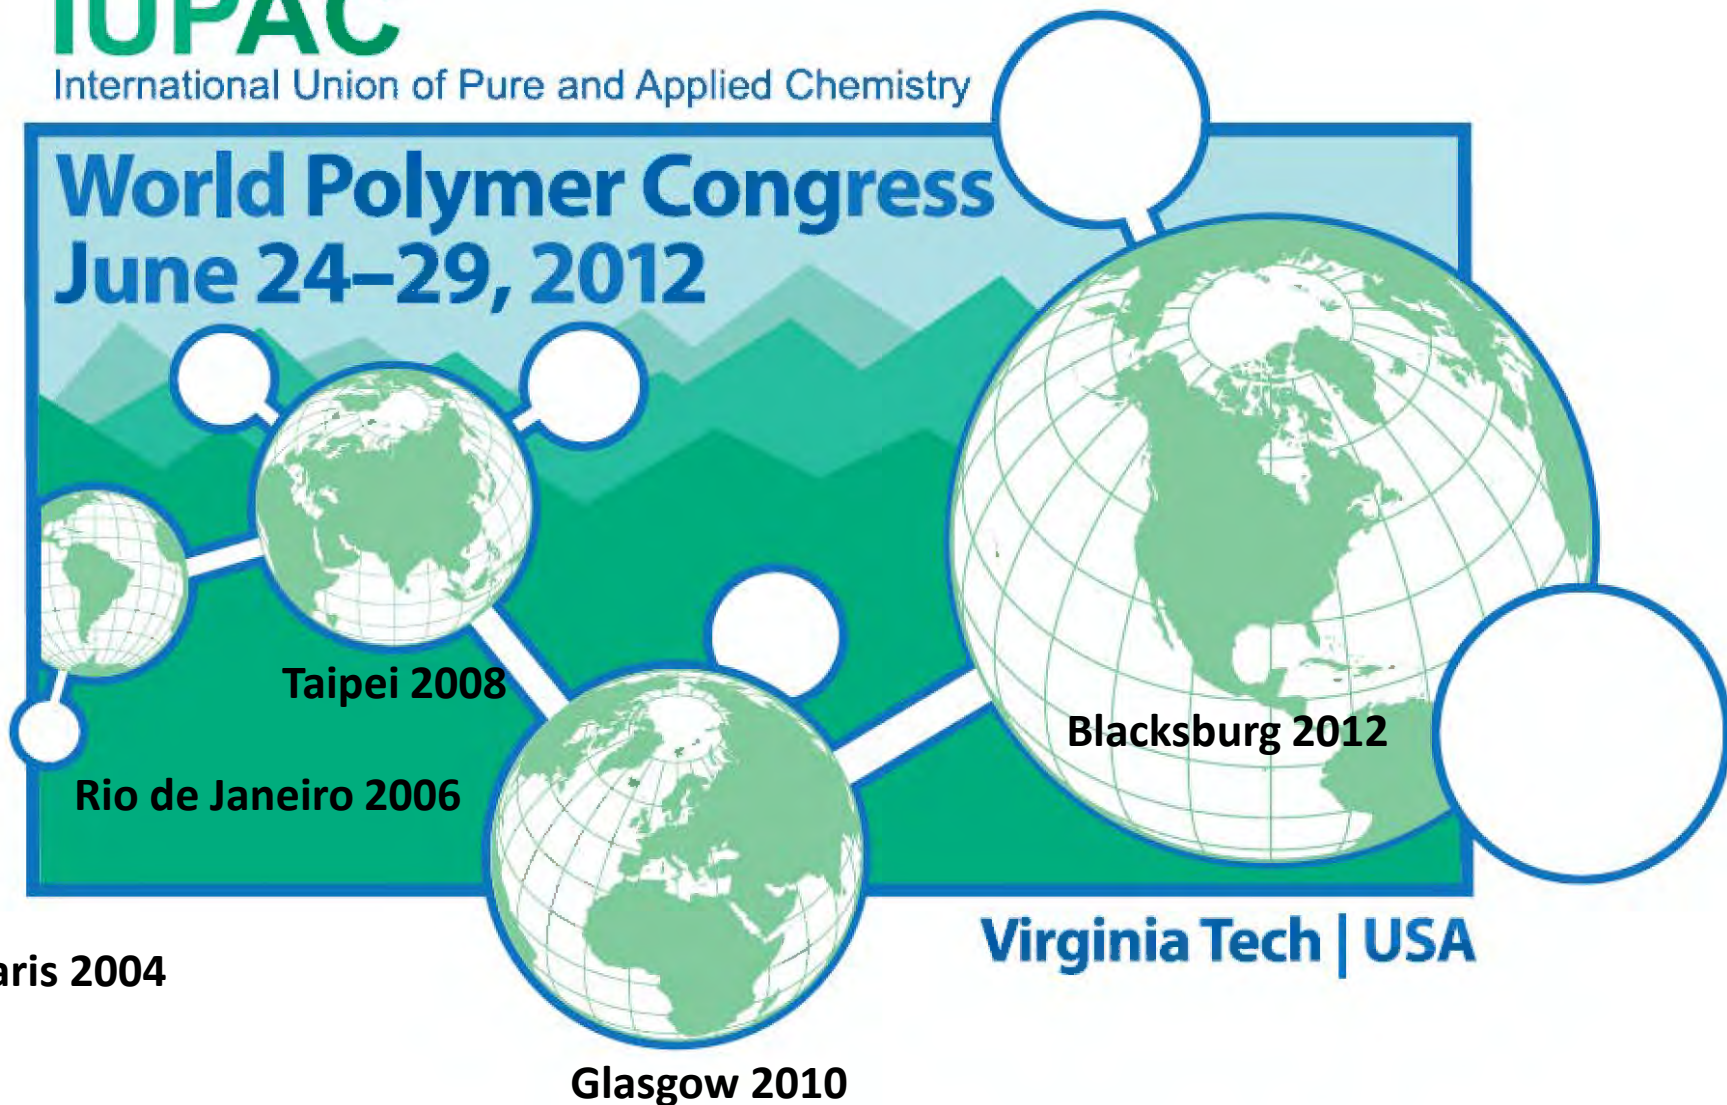 IUPAC
International Union of Pure and Applied Chemistry
World Polymer Congress
June 24–29, 2012
Taipei 2008
Blacksburg 2012
Rio de Janeiro 2006
Virginia Tech | USA
aris 2004
Glasgow 2010